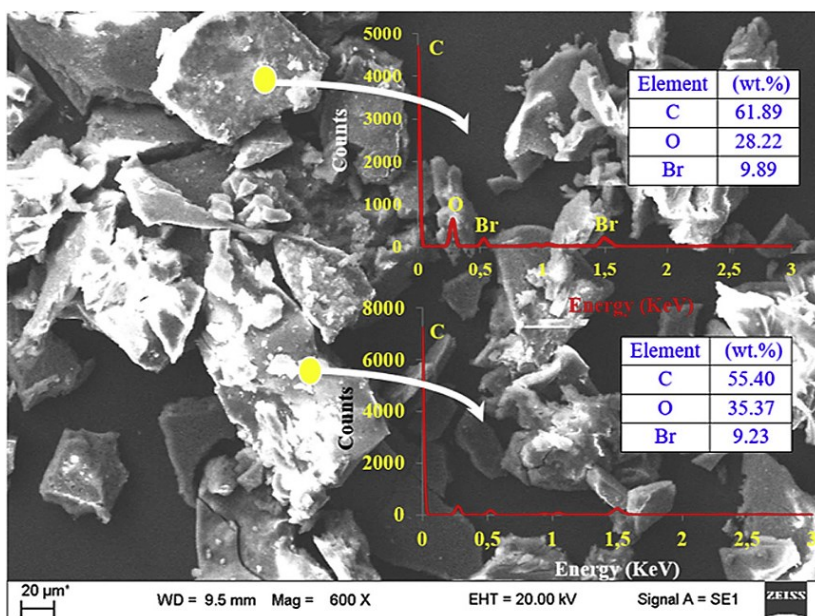 5000
C
4000
3000
2000
1000
0
Counts
O
Br
Br
0
0,5
1
1,5
2
2,5
3
Energy (KeV)
Element (wt.%)
C 61.89
O 28.22
Br 9.89
8000
C
6000
4000
2000
0
Counts
0
0,5
1
1,5
2
2,5
3
Energy (KeV)
Element (wt.%)
C 55.40
O 35.37
Br 9.23
20 µm* WD = 9.5 mm Mag = 600 X EHT = 20.00 kV Signal A = SE1 ZEISS